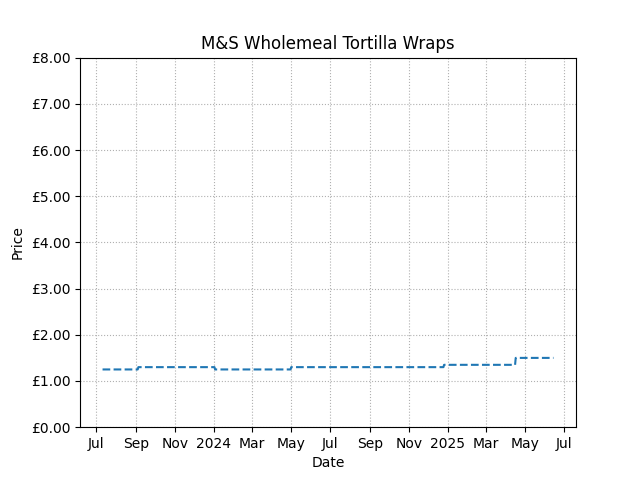 M&S Wholemeal Tortilla Wraps
£8.00
£7.00
£6.00
£5.00
£4.00
£3.00
£2.00
£1.00
£0.00
Price
Jul Sep Nov 2024 Mar May Jul Sep Nov 2025 Mar May Jul
Date